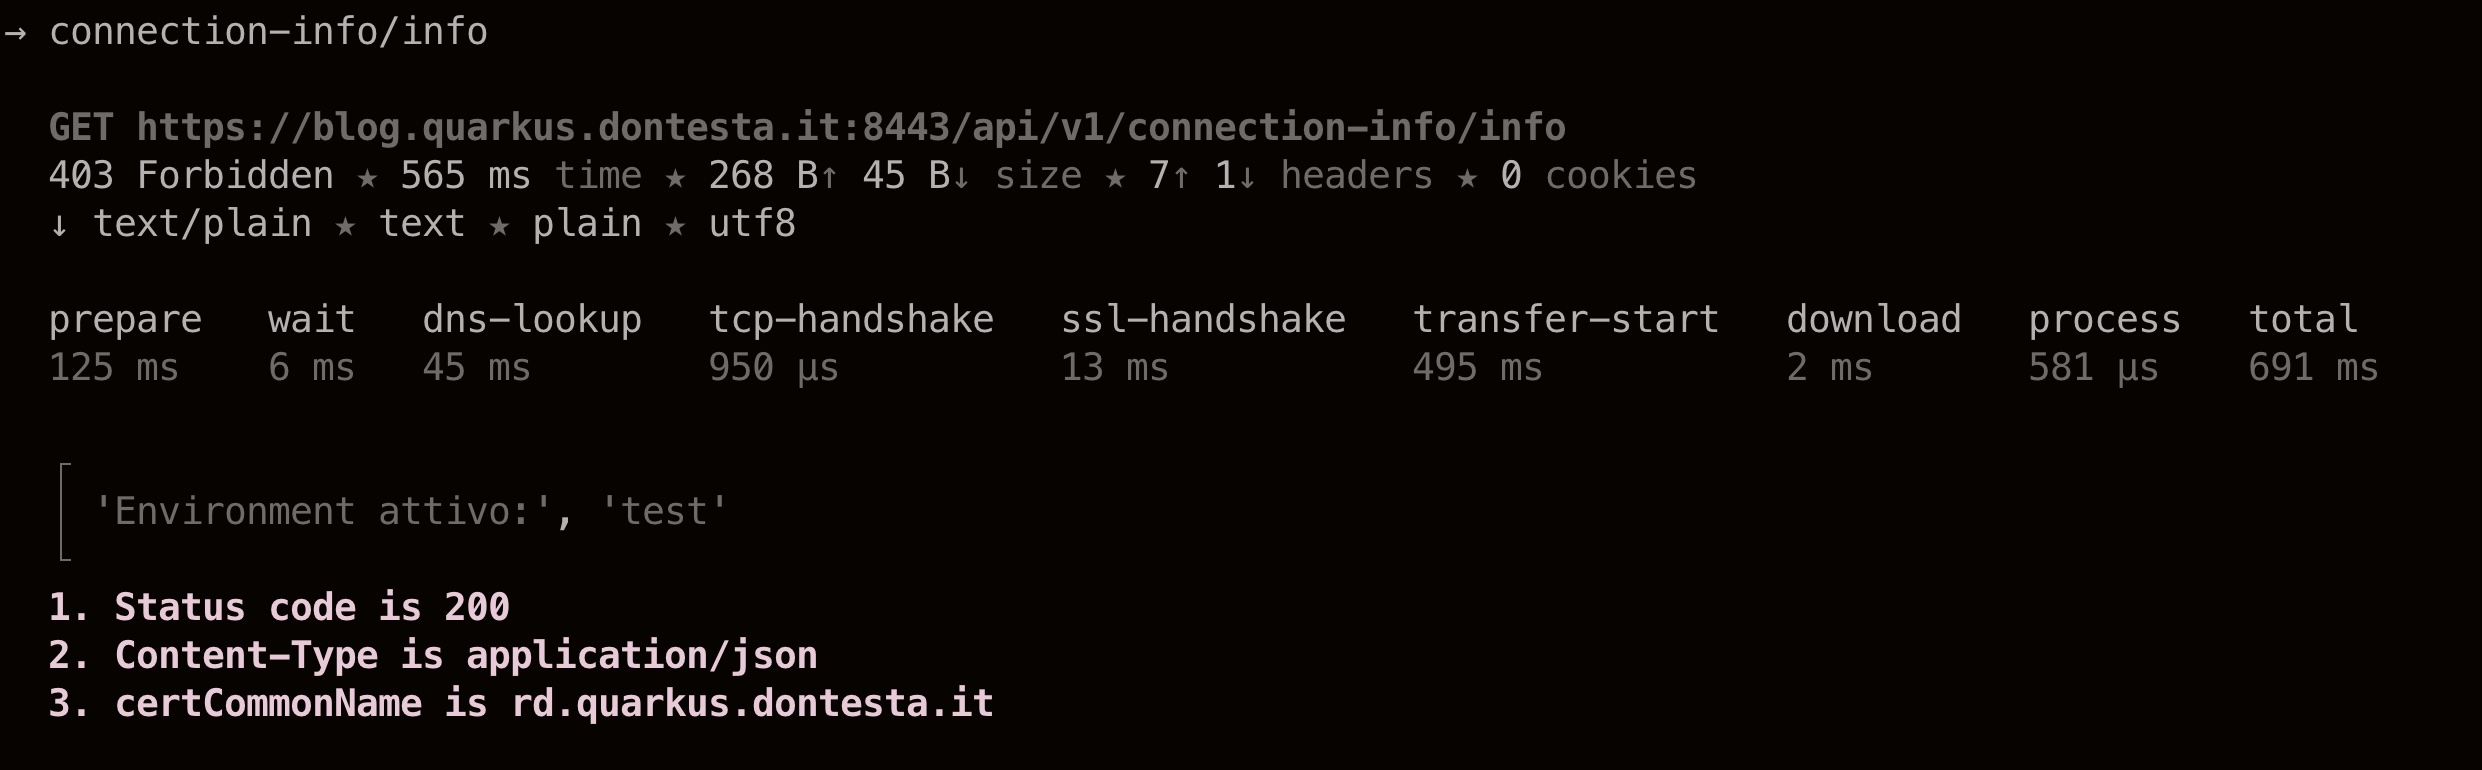 → connection-info/info
GET https://blog.quarkus.dontesta.it:8443/api/v1/connection-info/info
403 Forbidden ★ 565 ms time ★ 268 B↑ 45 B↓ size ★ 7↑ 1↓ headers ★ 0 cookies
↓ text/plain ★ text ★ plain ★ utf8
prepare wait dns-lookup tcp-handshake ssl-handshake transfer-start download process total
125 ms 6 ms 45 ms 950 µs 13 ms 495 ms 2 ms 581 µs 691 ms
'Environment attivo:', 'test'
1. Status code is 200
2. Content-Type is application/json
3. certCommonName is rd.quarkus.dontesta.it